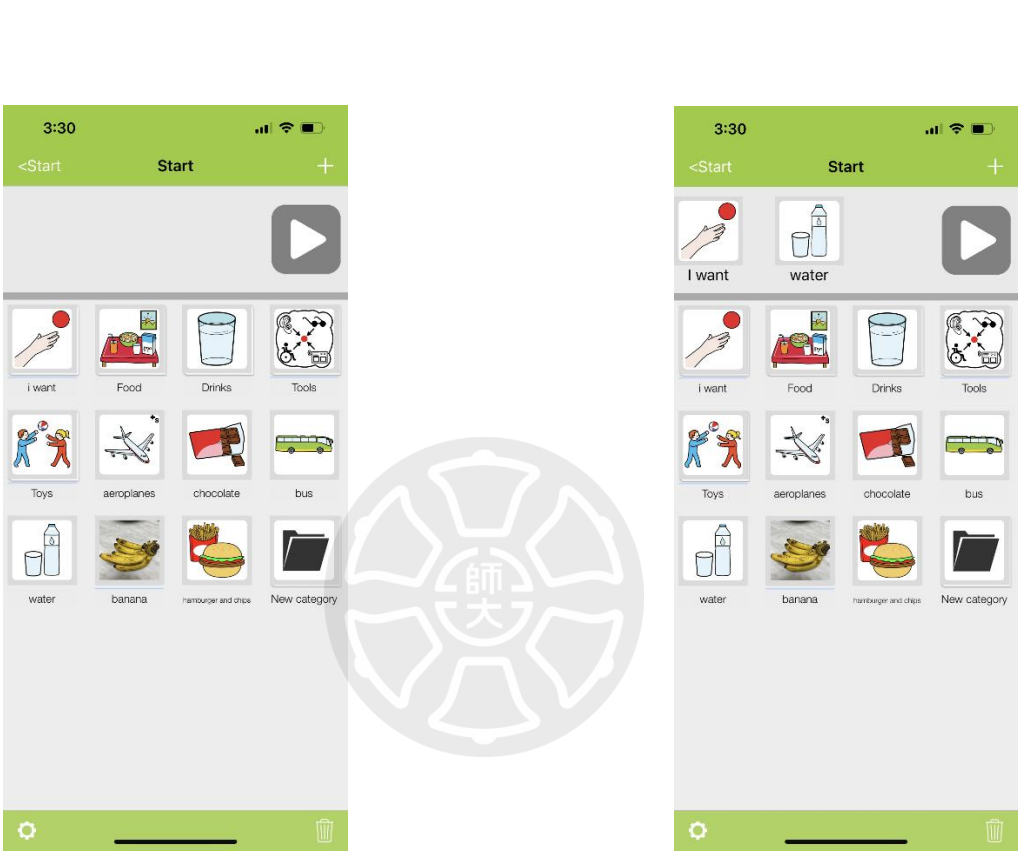 3:30
<Start Start +
i want Food Drinks Tools
Toys aeroplanes chocolate bus
water banana hamburger and chips New category
師大
3:30
<Start Start +
I want water
i want Food Drinks Tools
Toys aeroplanes chocolate bus
water banana hamburger and chips New category